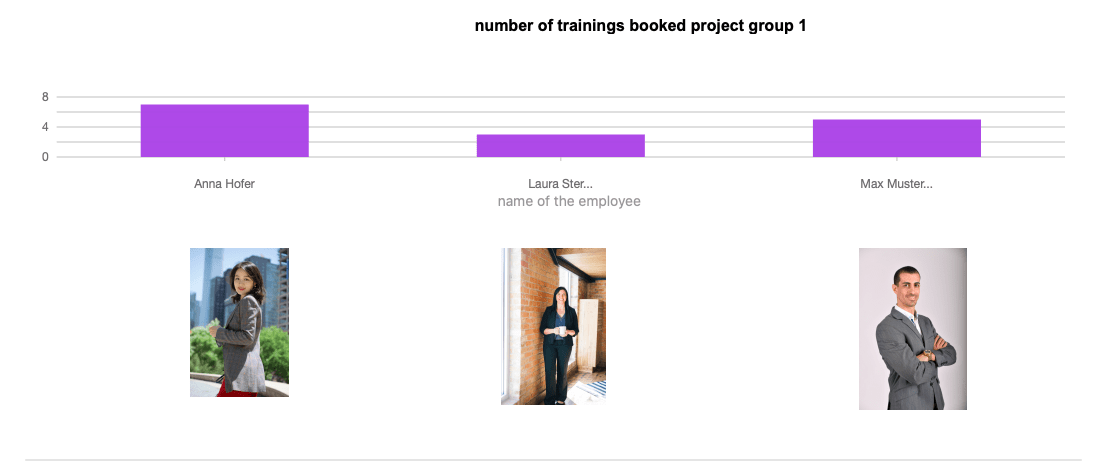 number of trainings booked project group 1
8
4
0
Anna Hofer
Laura Ster...
Max Muster...
name of the employee